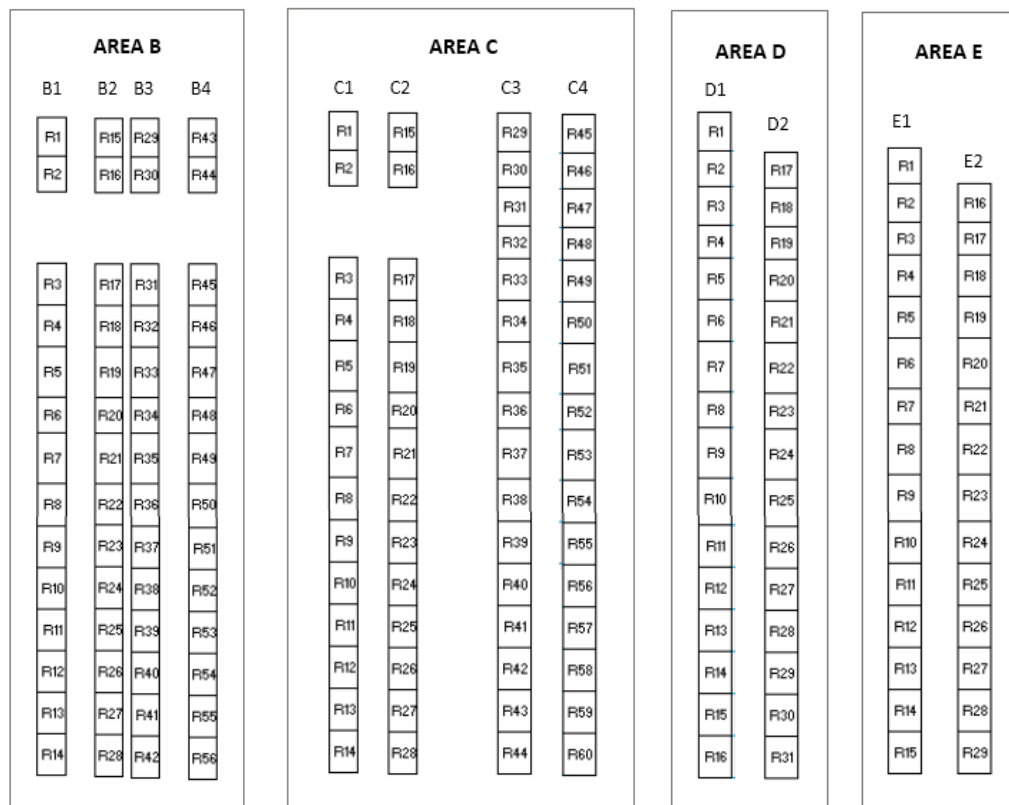 AREA B
B1 B2 B3 B4
R1 R15 R29 R43
R2 R16 R30 R44
R3 R17 R31 R45
R4 R18 R32 R46
R5 R19 R33 R47
R6 R20 R34 R48
R7 R21 R35 R49
R8 R22 R36 R50
R9 R23 R37 R51
R10 R24 R38 R52
R11 R25 R39 R53
R12 R26 R40 R54
R13 R27 R41 R55
R14 R28 R42 R56
AREA C
C1 C2 C3 C4
R1 R15 R29 R45
R2 R16 R30 R46
R31 R47
R32 R48
R3 R17 R33 R49
R4 R18 R34 R50
R5 R19 R35 R51
R6 R20 R36 R52
R7 R21 R37 R53
R8 R22 R38 R54
R9 R23 R39 R55
R10 R24 R40 R56
R11 R25 R41 R57
R12 R26 R42 R58
R13 R27 R43 R59
R14 R28 R44 R60
AREA D
D1
R1 D2
R2 R17
R3 R18
R4 R19
R5 R20
R6 R21
R7 R22
R8 R23
R9 R24
R10 R25
R11 R26
R12 R27
R13 R28
R14 R29
R15 R30
R16 R31
AREA E
E1
R1 E2
R2 R16
R3 R17
R4 R18
R5 R19
R6 R20
R7 R21
R8 R22
R9 R23
R10 R24
R11 R25
R12 R26
R13 R27
R14 R28
R15 R29